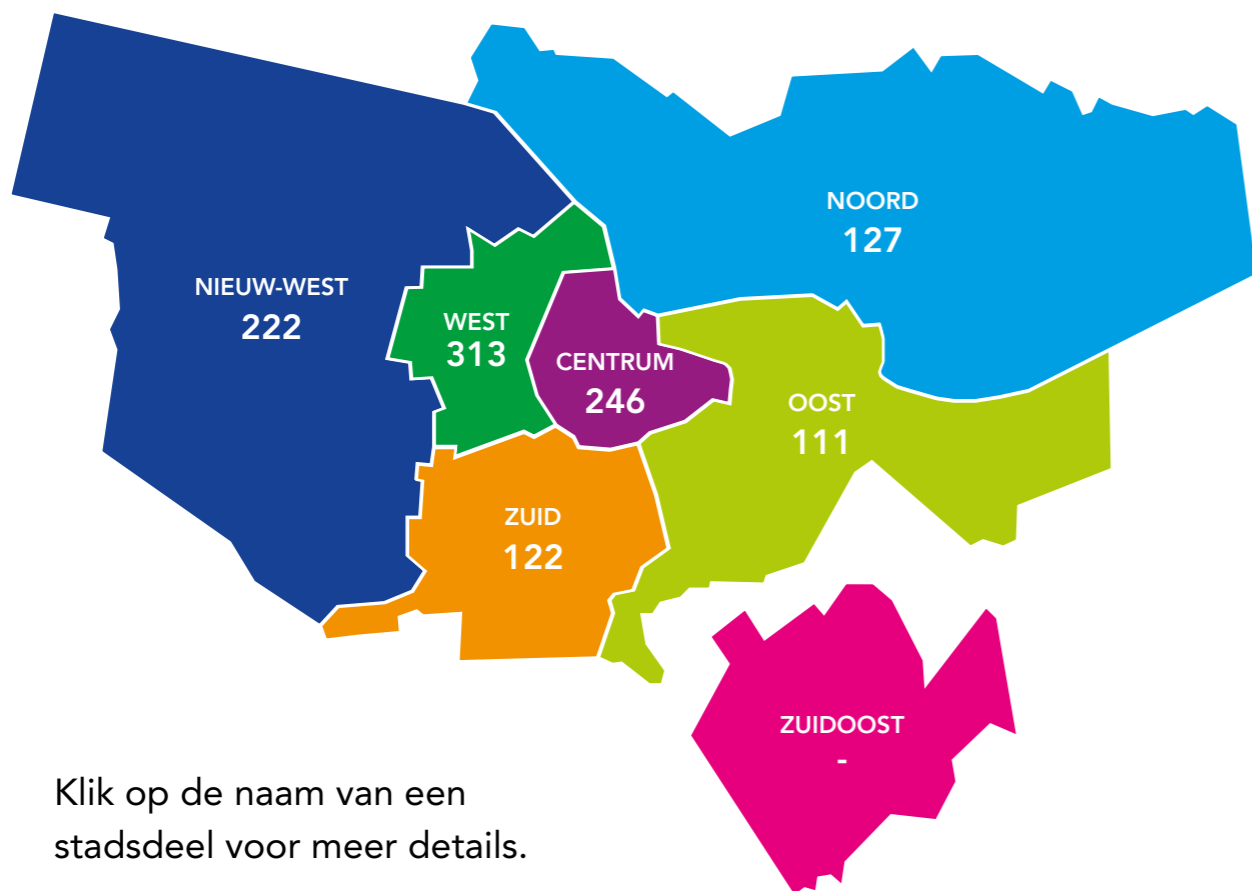 NOORD
127
NIEUW-WEST
222
WEST
313
CENTRUM
246
OOST
111
ZUID
122
ZUIDOOST
-
Klik op de naam van een
stadsdeel voor meer details.